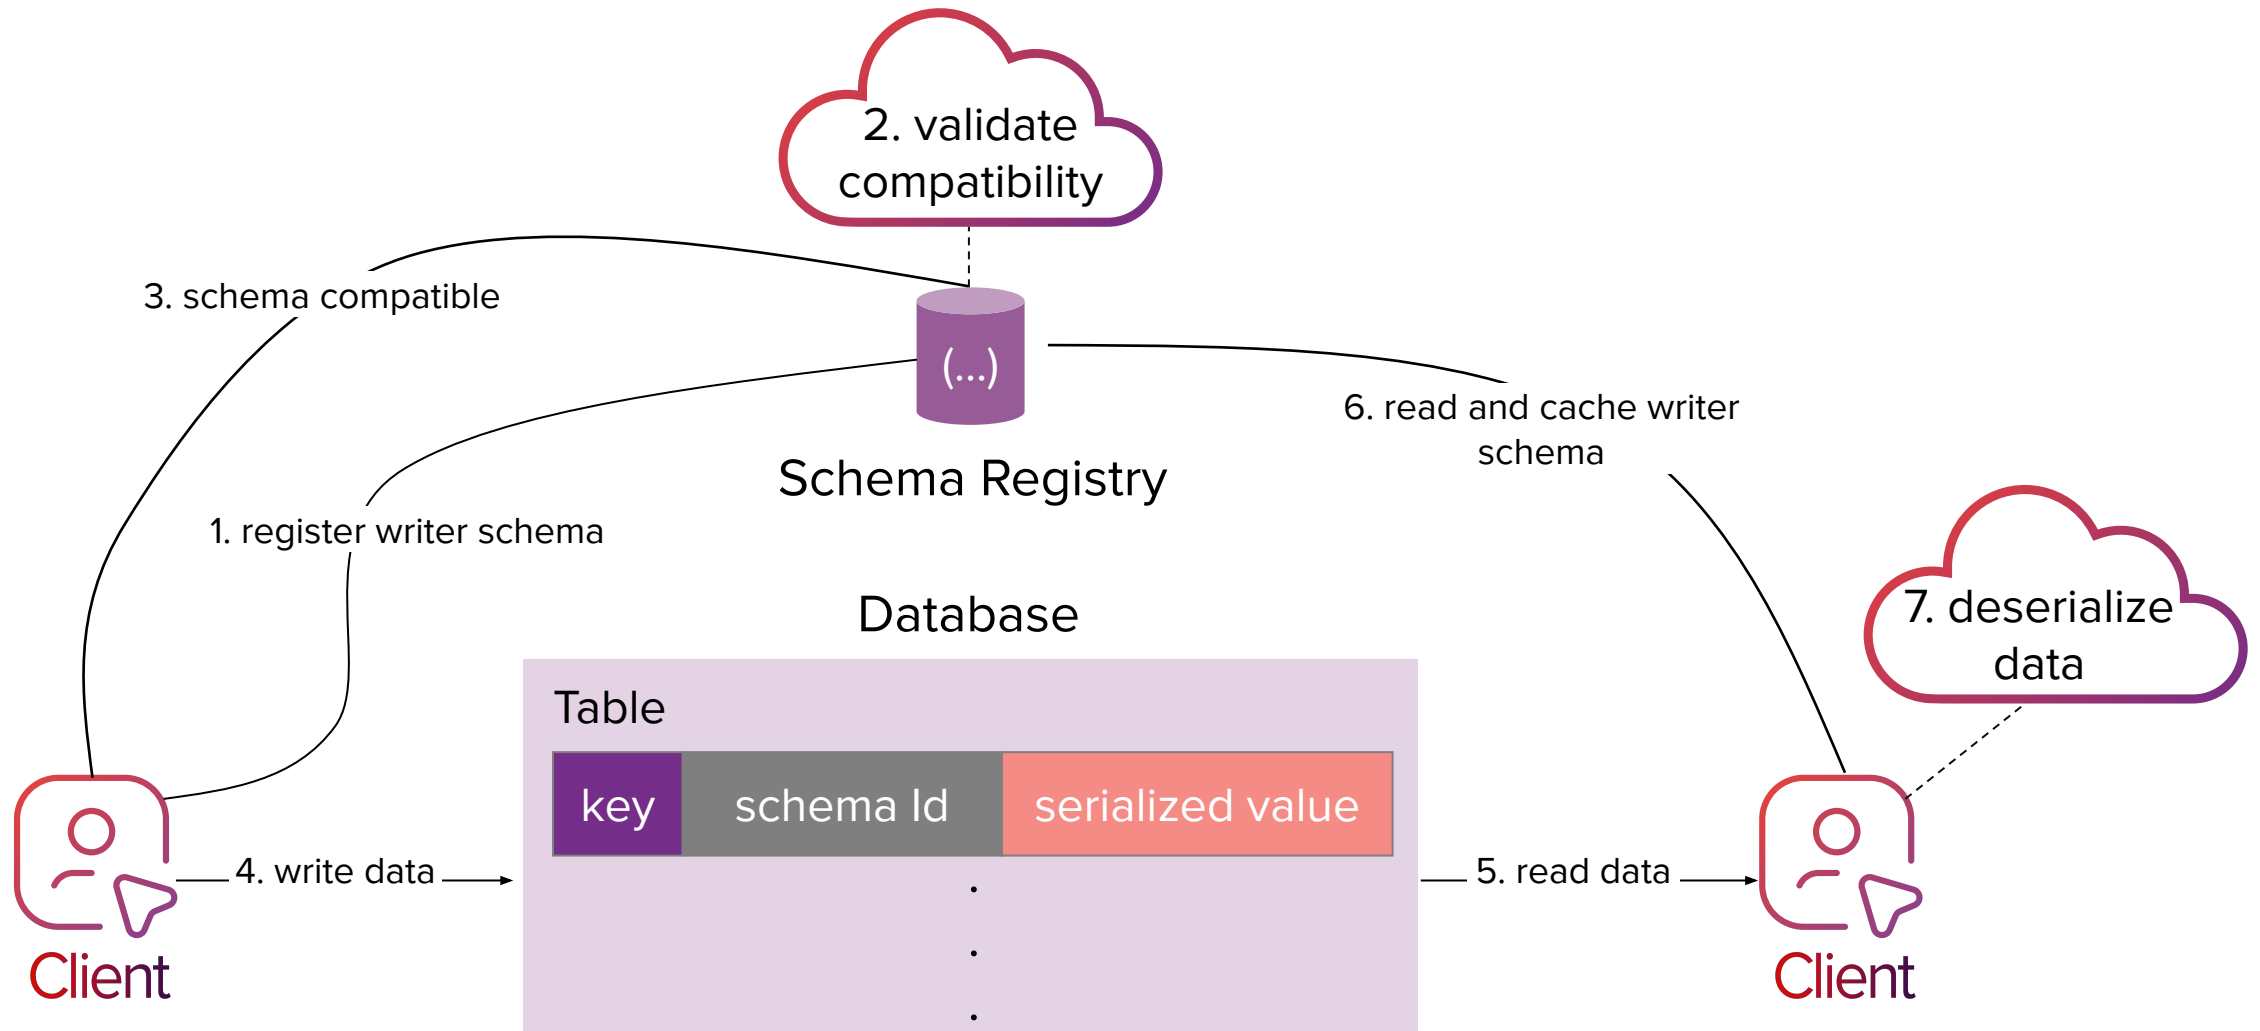 2. validate
compatibility
3. schema compatible
(...)
6. read and cache writer
schema
Schema Registry
1. register writer schema
7. deserialize
data
Database
Table
key
schema Id
serialized value
4. write data
5. read data
.
.
.
Client
Client